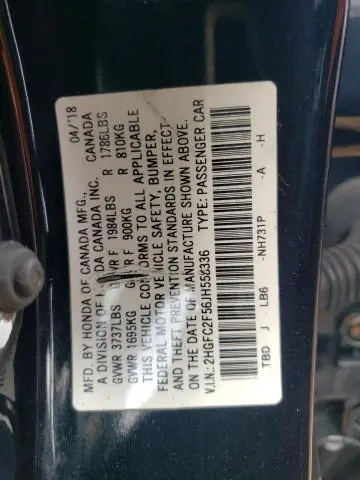 MFD. BY HONDA OF CANADA MFG., 04/'18
A DIVISION OF HONDA CANADA INC. CANADA
GVWR 3737LBS F 1984LBS R 1786LBS
GVWR 1695KG F 900KG R 810KG
THIS VEHICLE CONFORMS TO ALL APPLICABLE
FEDERAL MOTOR VEHICLE SAFETY, BUMPER,
AND THEFT PREVENTION STANDARDS IN EFFECT
ON THE DATE OF MANUFACTURE SHOWN ABOVE.
V.I.N.: 2HGFC2F56JH558336 TYPE: PASSENGER CAR
TBD J LB6 -NH731P -A -H